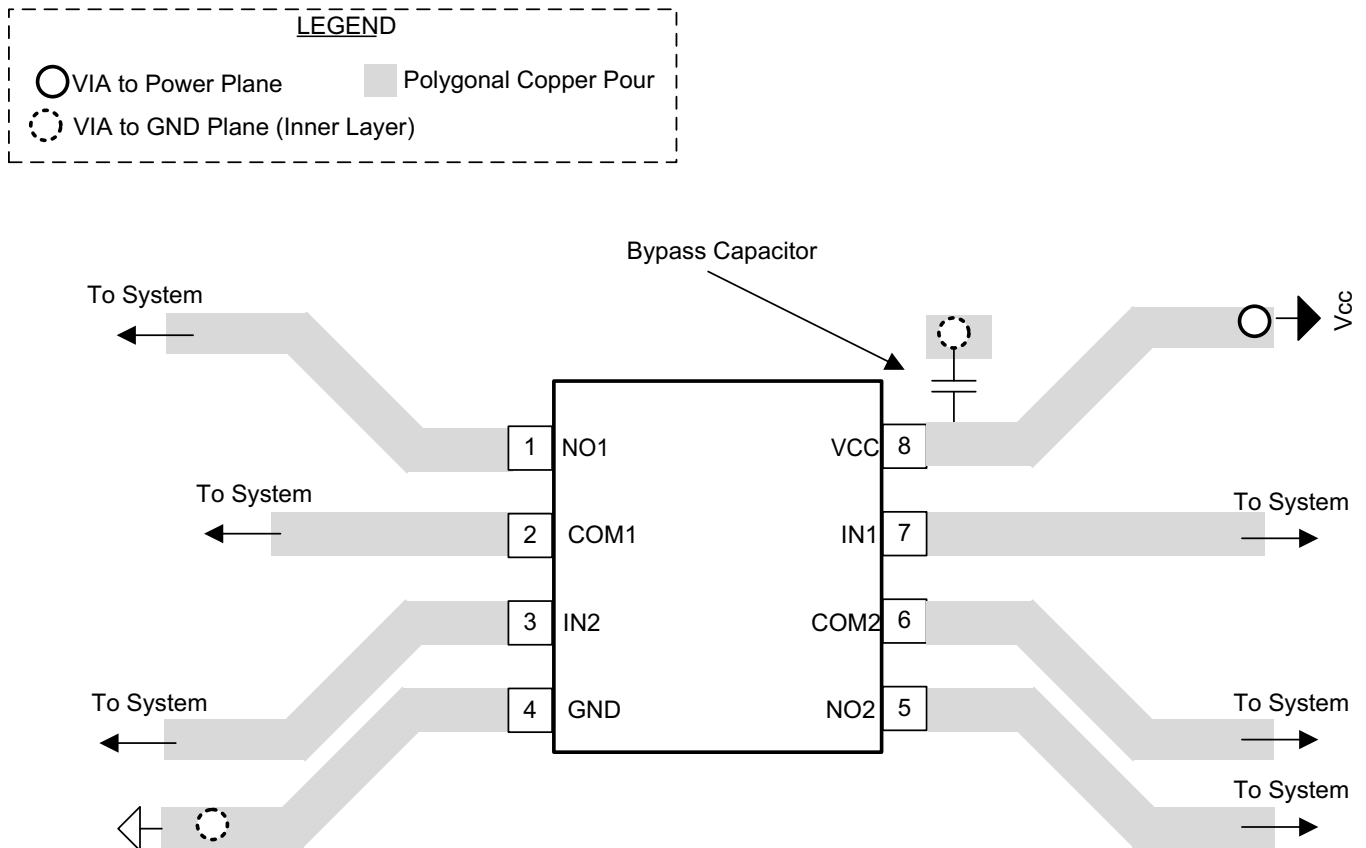 LEGEND
VIA to Power Plane
Polygonal Copper Pour
VIA to GND Plane (Inner Layer)
Bypass Capacitor
To System
Vcc
1 NO1
VCC 8
To System
To System
2 COM1
IN1 7
3 IN2
COM2 6
To System
To System
4 GND
NO2 5
To System